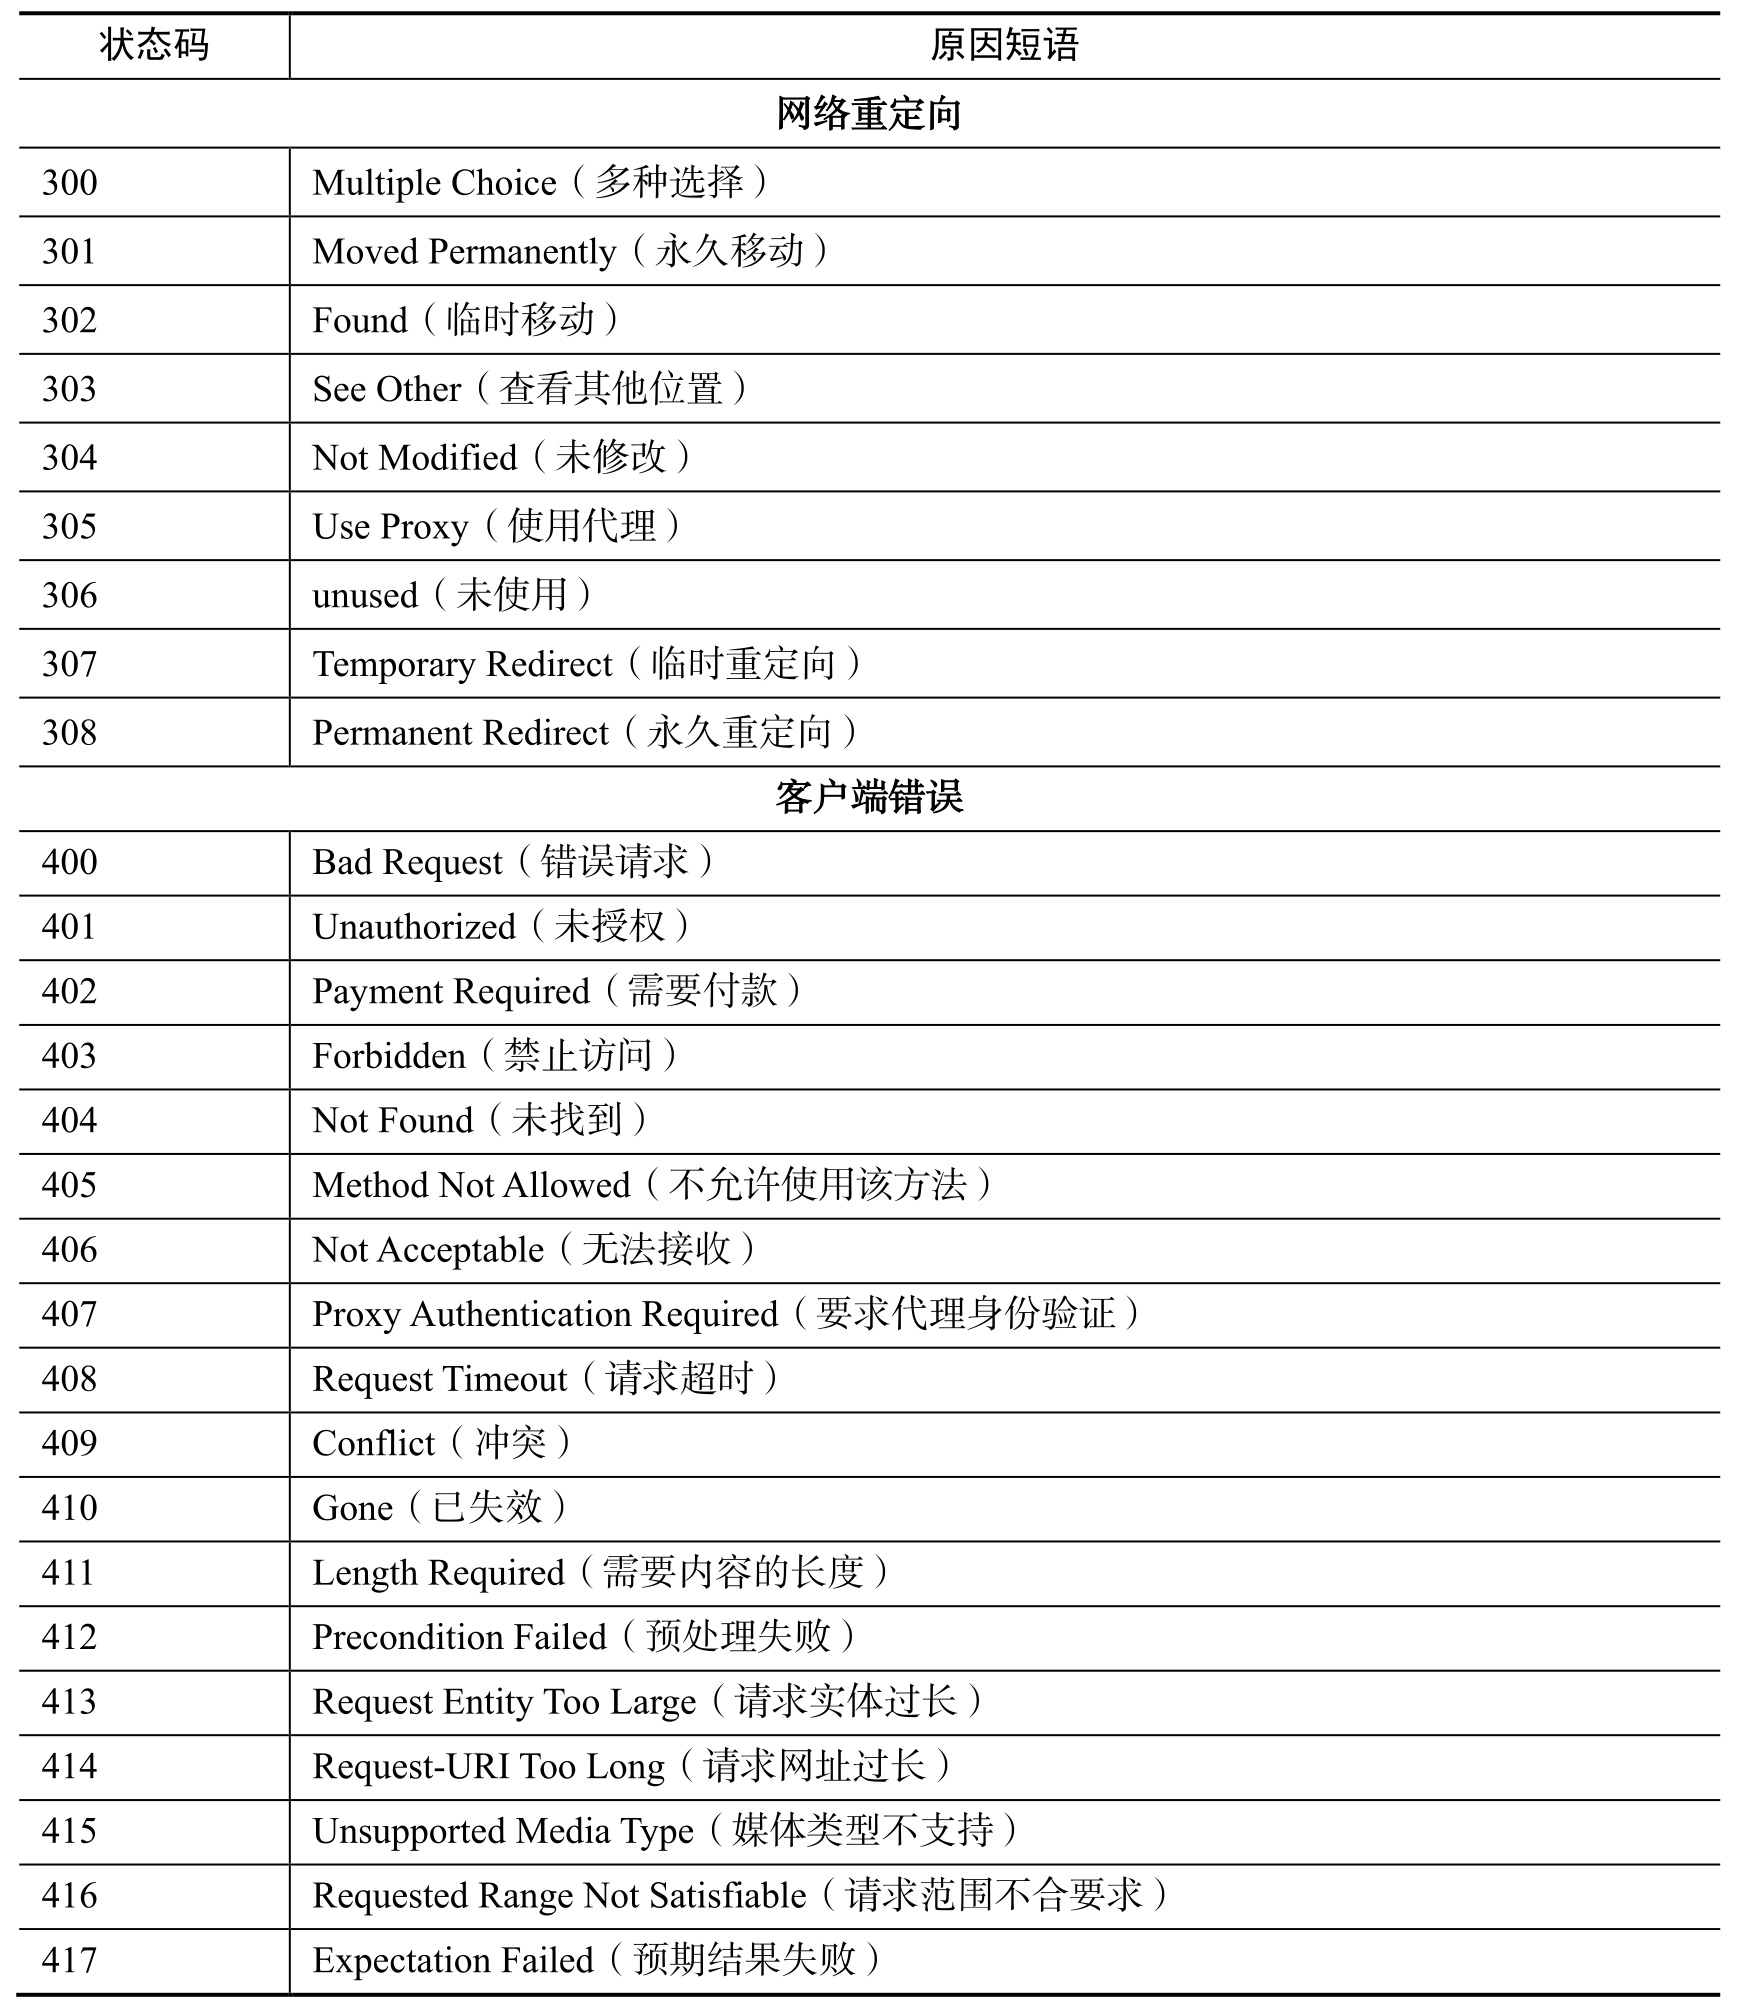 状态码 原因短语
网络重定向
300 Multiple Choice（多种选择）
301 Moved Permanently（永久移动）
302 Found（临时移动）
303 See Other（查看其他位置）
304 Not Modified（未修改）
305 Use Proxy（使用代理）
306 unused（未使用）
307 Temporary Redirect（临时重定向）
308 Permanent Redirect（永久重定向）
客户端错误
400 Bad Request（错误请求）
401 Unauthorized（未授权）
402 Payment Required（需要付款）
403 Forbidden（禁止访问）
404 Not Found（未找到）
405 Method Not Allowed（不允许使用该方法）
406 Not Acceptable（无法接收）
407 Proxy Authentication Required（要求代理身份验证）
408 Request Timeout（请求超时）
409 Conflict（冲突）
410 Gone（已失效）
411 Length Required（需要内容的长度）
412 Precondition Failed（预处理失败）
413 Request Entity Too Large（请求实体过长）
414 Request-URI Too Long（请求网址过长）
415 Unsupported Media Type（媒体类型不支持）
416 Requested Range Not Satisfiable（请求范围不合要求）
417 Expectation Failed（预期结果失败）